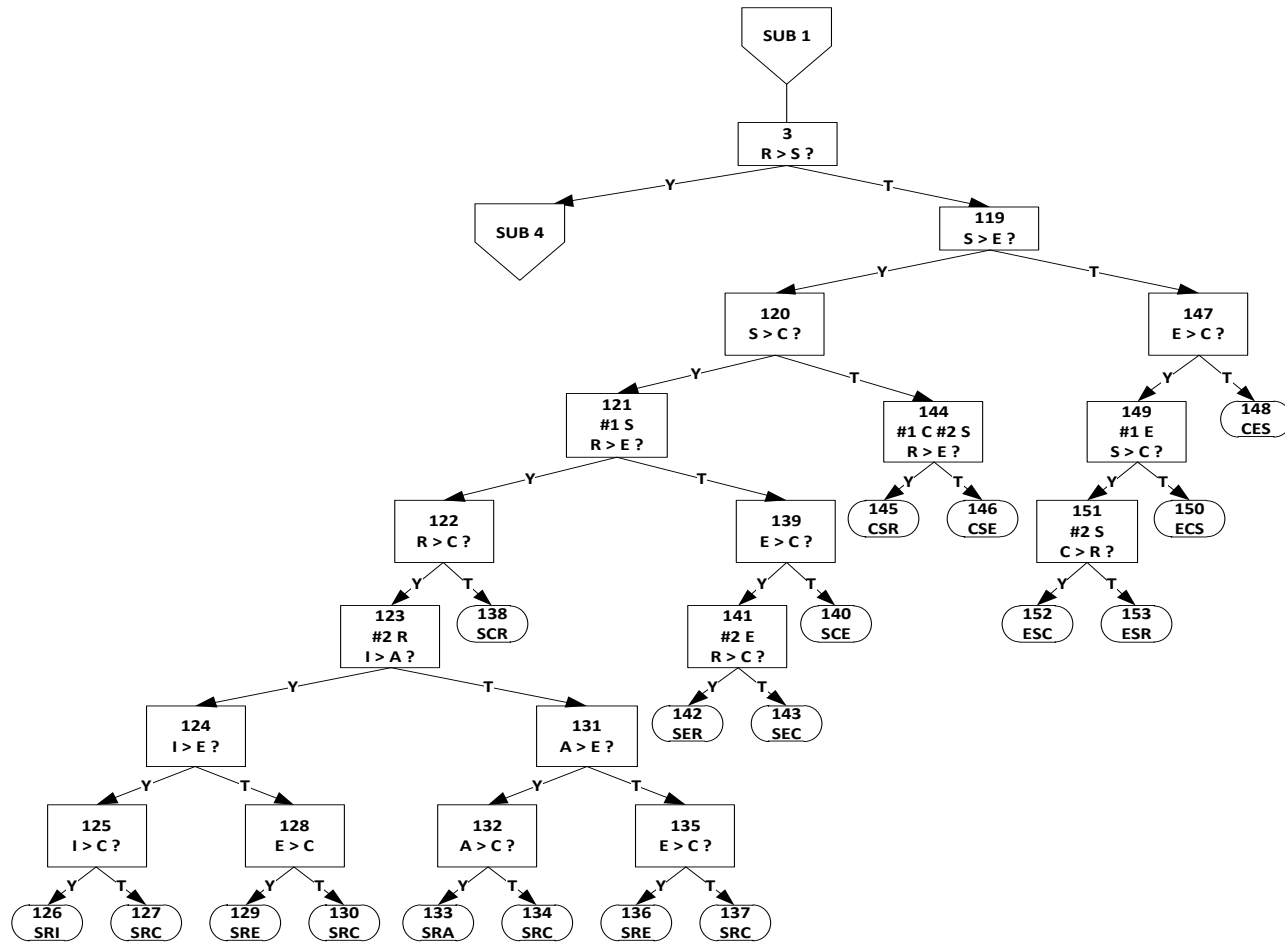 SUB 1
3
R > S ?
Y
T
SUB 4
119
S > E ?
Y
T
120
S > C ?
147
E > C ?
Y
T
Y
T
121
#1 S
R > E ?
144
#1 C #2 S
R > E ?
149
#1 E
S > C ?
148
CES
Y
T
Y
T
Y
T
122
R > C ?
139
E > C ?
145
CSR
146
CSE
151
#2 S
C > R ?
150
ECS
Y
T
Y
T
Y
T
123
#2 R
I > A ?
138
SCR
141
#2 E
R > C ?
140
SCE
152
ESC
153
ESR
Y
T
Y
T
124
I > E ?
131
A > E ?
142
SER
143
SEC
Y
T
Y
T
125
I > C ?
128
E > C
132
A > C ?
135
E > C ?
Y
T
Y
T
Y
T
Y
T
126
SRI
127
SRC
129
SRE
130
SRC
133
SRA
134
SRC
136
SRE
137
SRC